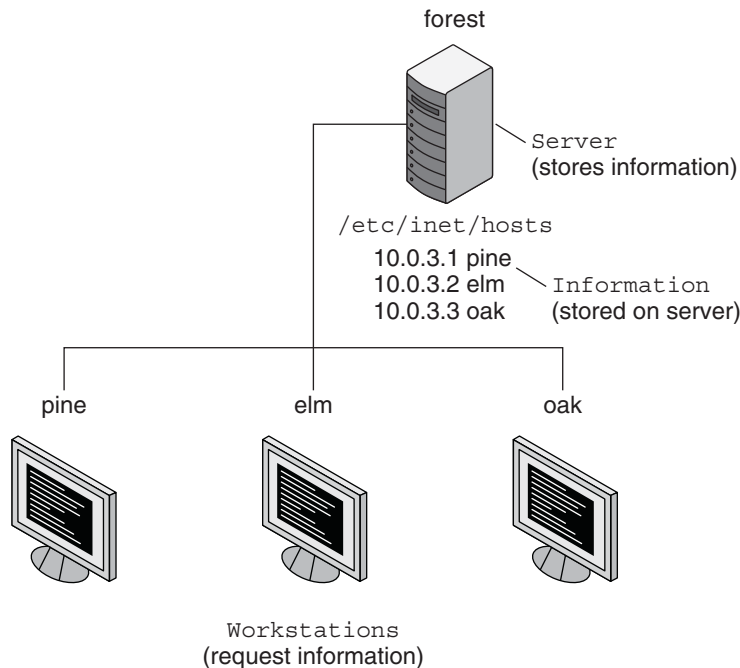 forest
Server
(stores information)
/etc/inet/hosts
10.0.3.1 pine
10.0.3.2 elm
10.0.3.3 oak
Information
(stored on server)
pine
elm
oak
Workstations
(request information)